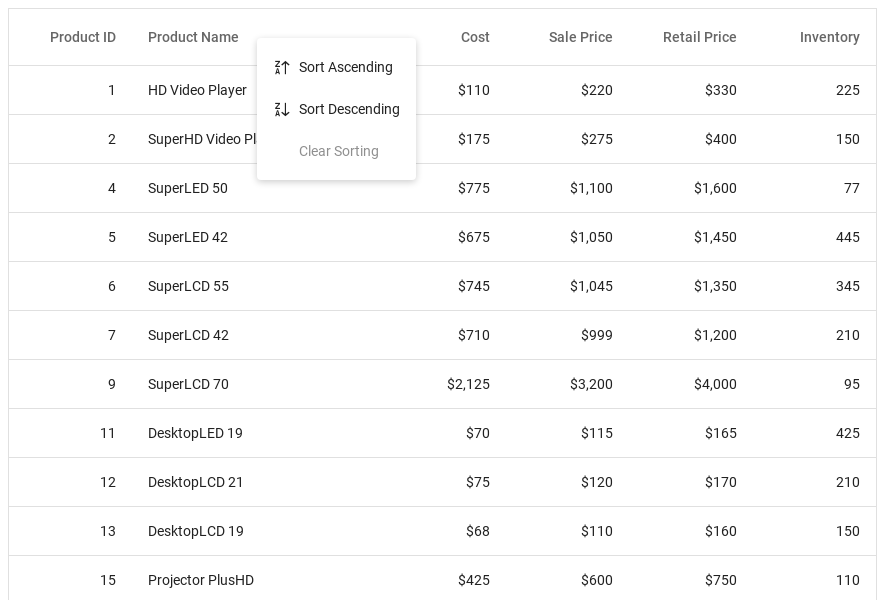 Product ID Product Name Cost Sale Price Retail Price Inventory
Sort Ascending
1 HD Video Player $110 $220 $330 225
Sort Descending
2 SuperHD Video $175 $275 $400 150
Clear Sorting
4 SuperLED 50 $775 $1,100 $1,600 77
5 SuperLED 42 $675 $1,050 $1,450 445
6 SuperLCD 55 $745 $1,045 $1,350 345
7 SuperLCD 42 $710 $999 $1,200 210
9 SuperLCD 70 $2,125 $3,200 $4,000 95
11 DesktopLED 19 $70 $115 $165 425
12 DesktopLCD 21 $75 $120 $170 210
13 DesktopLCD 19 $68 $110 $160 150
15 Projector PlusHD $425 $600 $750 110